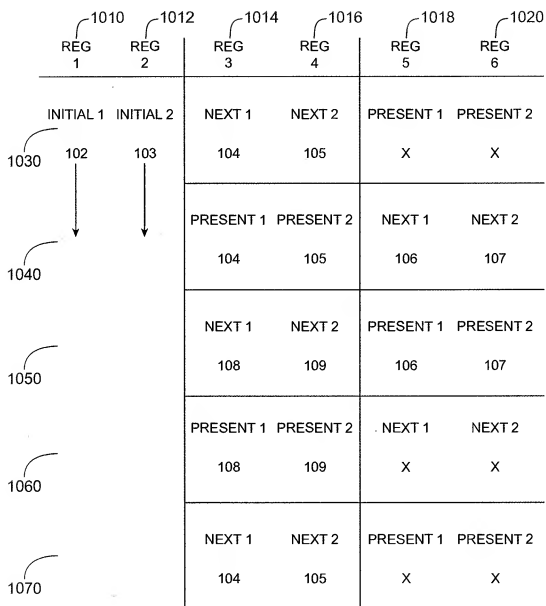 1010 1012 1014 1016 1018 1020
REG REG REG REG REG REG
1 2 3 4 5 6
INITIAL 1 INITIAL 2 NEXT 1 NEXT 2 PRESENT 1 PRESENT 2
1030 102 103 104 105 X X
PRESENT 1 PRESENT 2 NEXT 1 NEXT 2
1040 104 105 106 107
NEXT 1 NEXT 2 PRESENT 1 PRESENT 2
1050 108 109 106 107
PRESENT 1 PRESENT 2 NEXT 1 NEXT 2
1060 108 109 X X
NEXT 1 NEXT 2 PRESENT 1 PRESENT 2
1070 104 105 X X